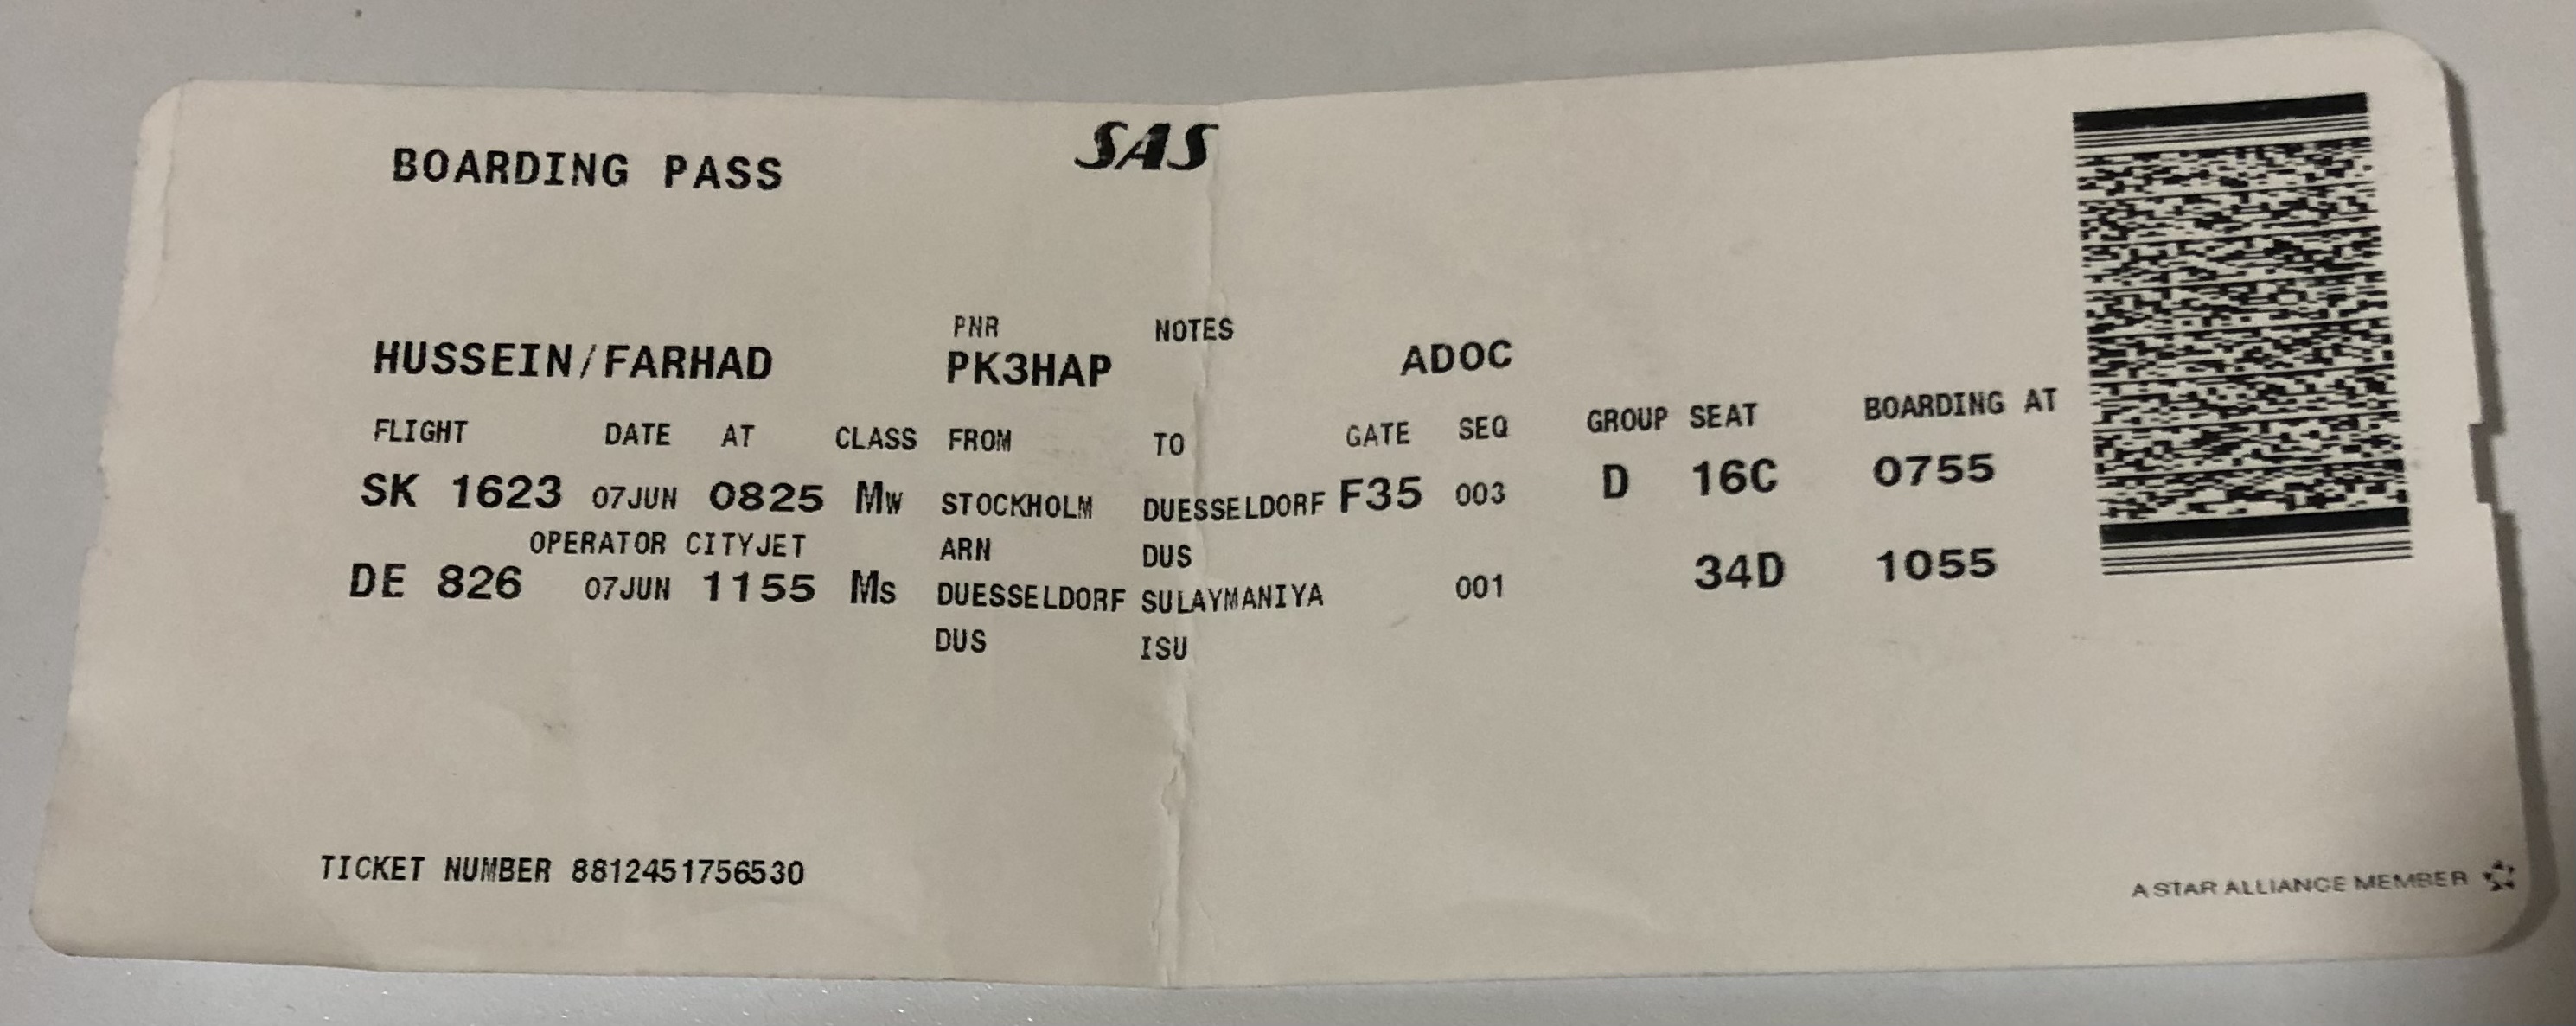 BOARDING PASS SAS
PNR NOTES
HUSSEIN/FARHAD PK3HAP ADOC
FLIGHT DATE AT CLASS FROM TO GATE SEQ GROUP SEAT BOARDING AT
SK 1623 07JUN 0825 Mw STOCKHOLM DUESSELDORF F35 003 D 16C 0755
OPERATOR CITYJET ARN DUS
DE 826 07JUN 1155 Ms DUESSELDORF SULAYMANIYA 001 34D 1055
DUS ISU
TICKET NUMBER 8812451756530
A STAR ALLIANCE MEMBER